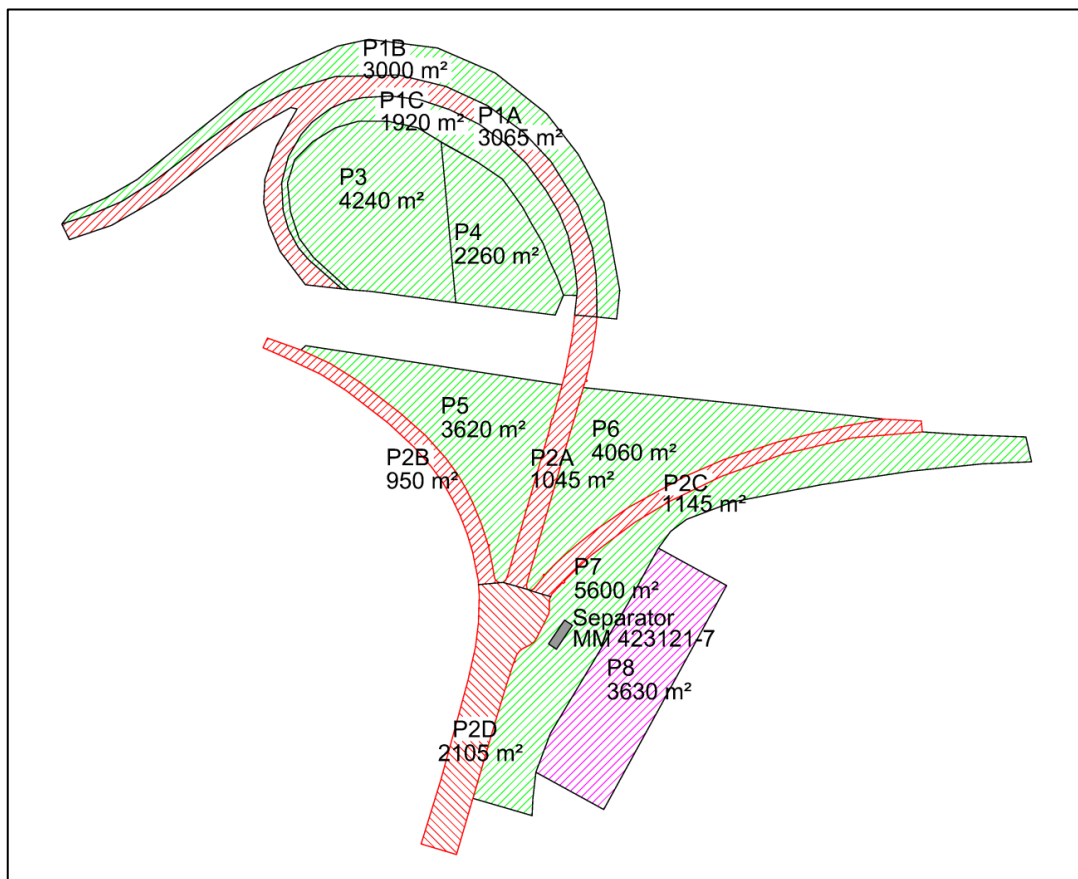 P1B
3000 m²
P1C
1920 m²
P1A
3065 m²
P3
4240 m²
P4
2260 m²
P5
3620 m²
P6
4060 m²
P2B
950 m²
P2A
1045 m²
P2C
1145 m²
P7
5600 m²
Separator
MM 423121-7
P8
3630 m²
P2D
2105 m²